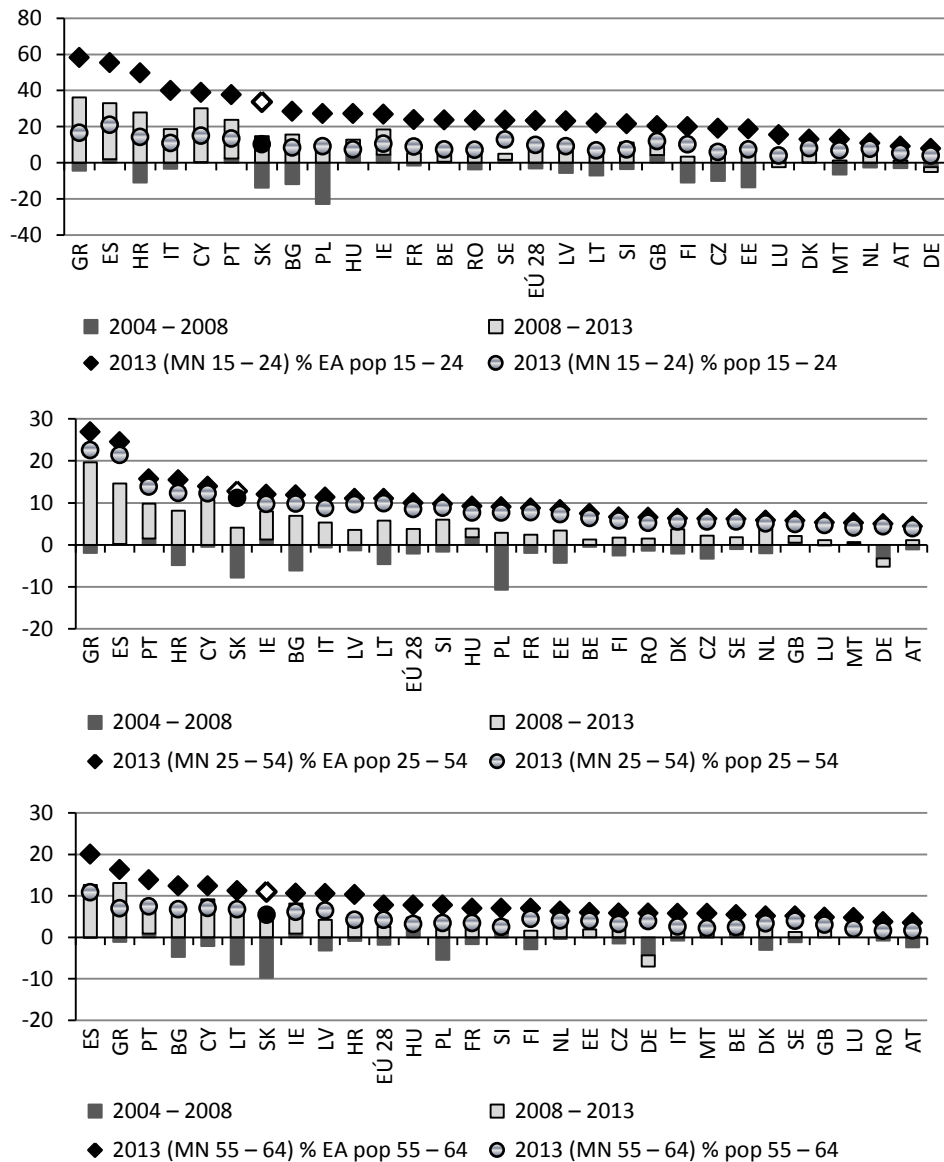 80
60
40
20
0
-20
-40
GR ES HR IT CY PT SK BG PL HU IE FR BE RO SE EÚ 28 LV LT SI GB FI CZ EE LU DK MT NL AT DE
2004 – 2008 2008 – 2013
2013 (MN 15 – 24) % EA pop 15 – 24 2013 (MN 15 – 24) % pop 15 – 24
30
20
10
0
-10
-20
GR ES PT HR CY SK IE BG IT LV LT EÚ 28 SI HU PL FR EE BE FI RO DK CZ SE NL GB LU MT DE AT
2004 – 2008 2008 – 2013
2013 (MN 25 – 54) % EA pop 25 – 54 2013 (MN 25 – 54) % pop 25 – 54
30
20
10
0
-10
-20
ES GR PT BG CY LT SK IE LV HR EÚ 28 HU PL FR SI FI NL EE CZ DE IT MT BE DK SE GB LU RO AT
2004 – 2008 2008 – 2013
2013 (MN 55 – 64) % EA pop 55 – 64 2013 (MN 55 – 64) % pop 55 – 64